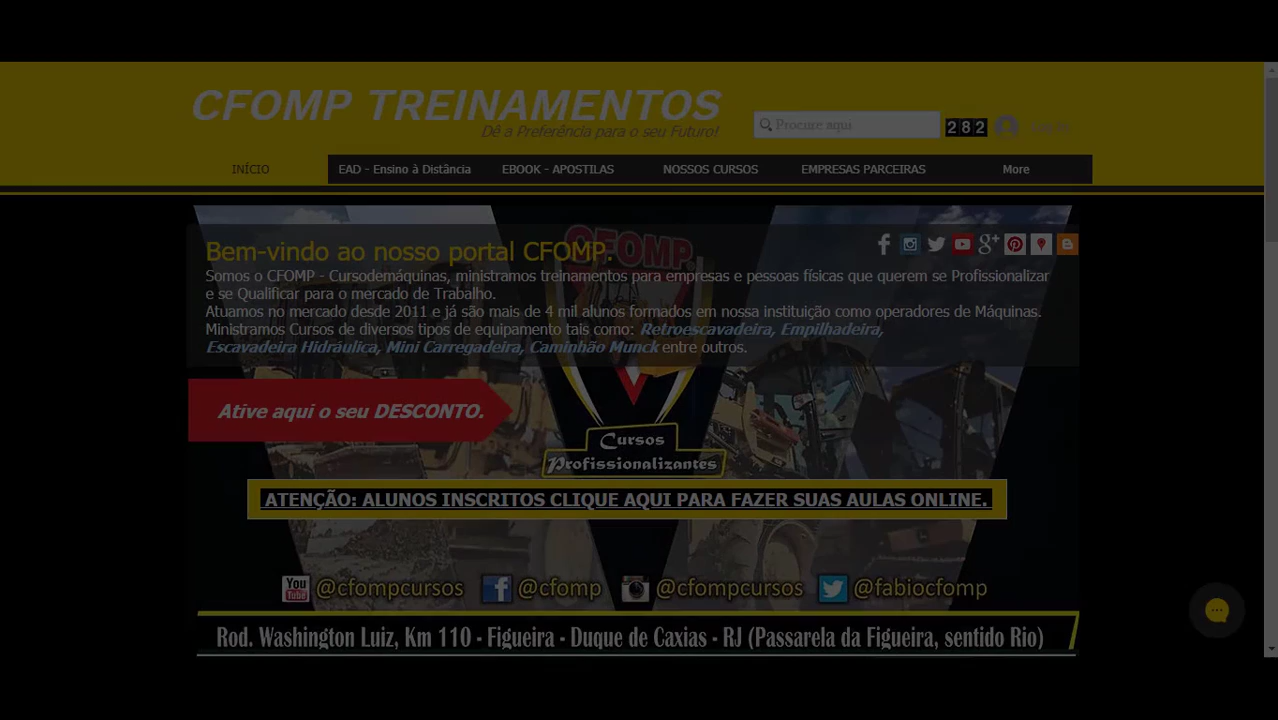 CFOMP TREINAMENTOS
Dê a Preferência para o seu Futuro!
Procure aqui
282
INÍCIO
EAD - Ensino à Distância
EBOOK - APOSTILAS
NOSSOS CURSOS
EMPRESAS PARCEIRAS
More
CFOMP.
Bem-vindo ao nosso portal CFOMP.
Somos o CFOMP - Cursodemáquinas, ministramos treinamentos para empresas e pessoas físicas que querem se Profissionalizar
e se Qualificar para o mercado de Trabalho.
Atuamos no mercado desde 2011 e já são mais de 4 mil alunos formados em nossa instituição como operadores de Máquinas.
Ministramos Cursos de diversos tipos de equipamento tais como: Retroescavadeira, Empilhadeira,
Escavadeira Hidráulica, Mini Carregadeira, Caminhão Munck entre outros.
Ative aqui o seu DESCONTO.
Cursos
Profissionalizantes
ATENÇÃO: ALUNOS INSCRITOS CLIQUE AQUI PARA FAZER SUAS AULAS ONLINE.
You Tube @cfompcursos @cfomp @cfompcursos @fabiocfomp
Rod. Washington Luiz, Km 110 - Figueira - Duque de Caxias - RJ (Passarela da Figueira, sentido Rio)